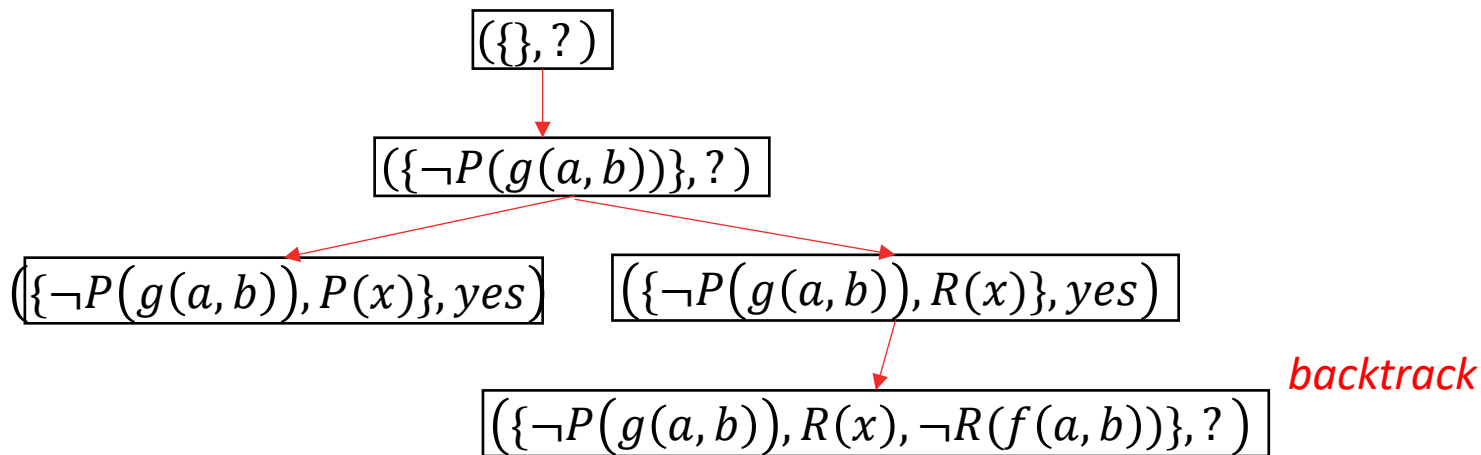 ({}, ?)
({¬P(g(a, b))}, ?)
({¬P(g(a, b)), P(x)}, yes)
({¬P(g(a, b)), R(x)}, yes)
backtrack
({¬P(g(a, b)), R(x), ¬R(f(a, b))}, ?)